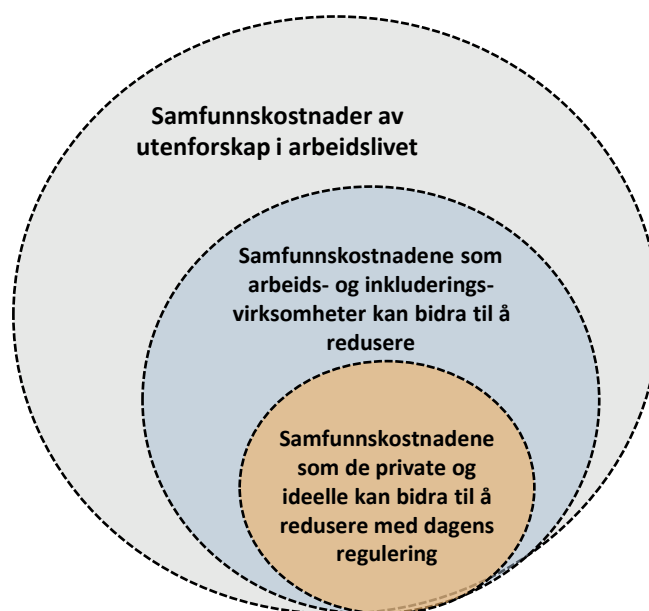 Samfunnskostnader av
utenforskap i arbeidslivet
Samfunnskostnadene som
arbeids- og inkluderings-
virksomheter kan bidra til å
redusere
Samfunnskostnadene
som de private og
ideelle kan bidra til å
redusere med dagens
regulering